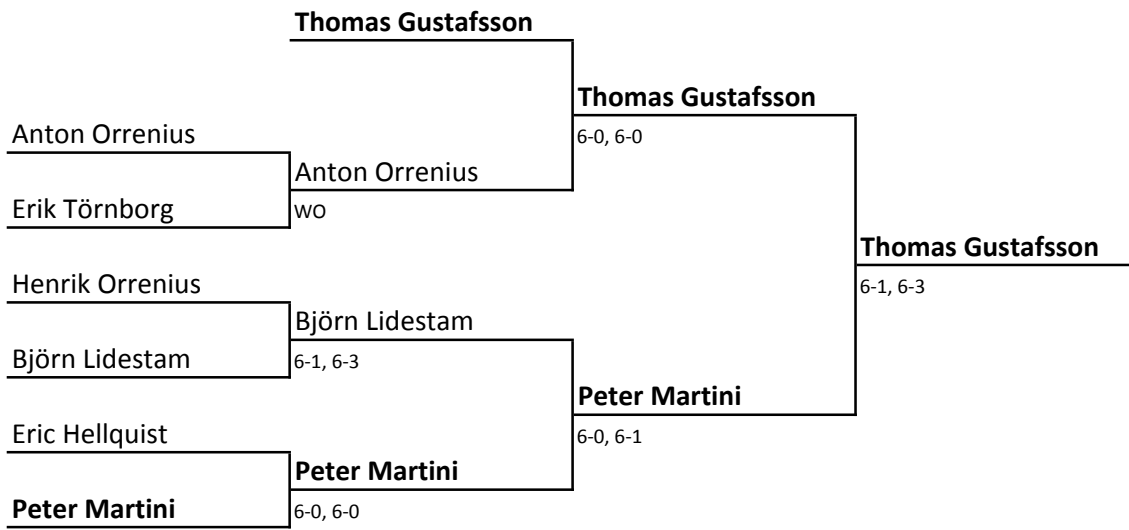 Thomas Gustafsson
Thomas Gustafsson
Anton Orrenius
6-0, 6-0
Anton Orrenius
Erik Törnborg
WO
Thomas Gustafsson
Henrik Orrenius
6-1, 6-3
Björn Lidestam
Björn Lidestam
6-1, 6-3
Peter Martini
Eric Hellquist
6-0, 6-1
Peter Martini
Peter Martini
6-0, 6-0